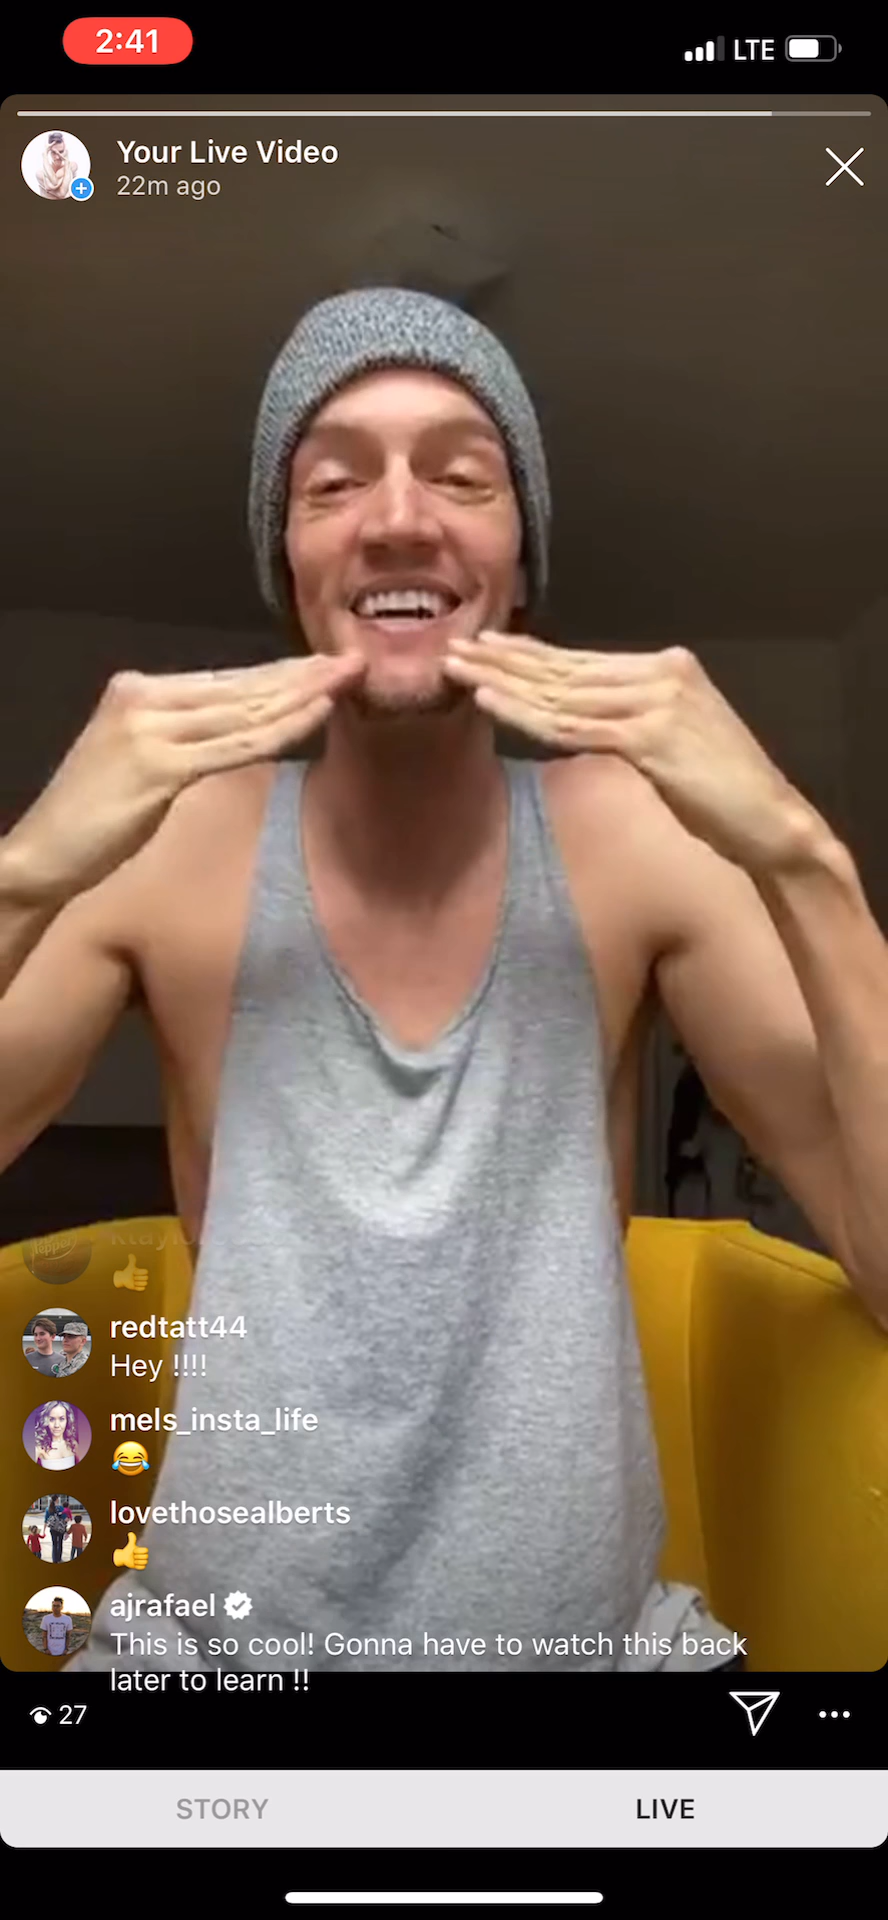 2:41
LTE
Your Live Video
22m ago
redtatt44
Hey !!!!
mels_insta_life
😂
lovethosealberts
👍
ajrafael
This is so cool! Gonna have to watch this back
later to learn !!
27
STORY
LIVE